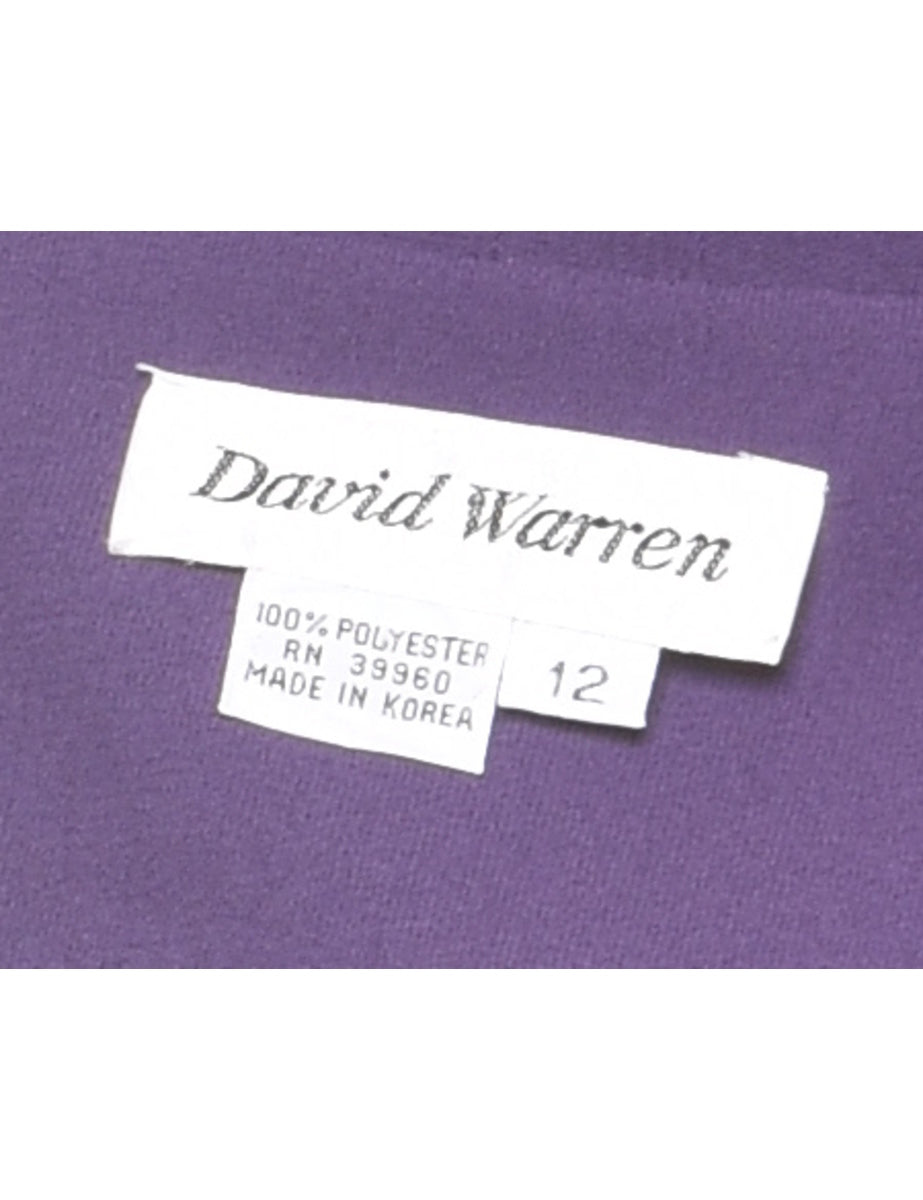 David Warren
100% POLYESTER
RN 39960
MADE IN KOREA
12